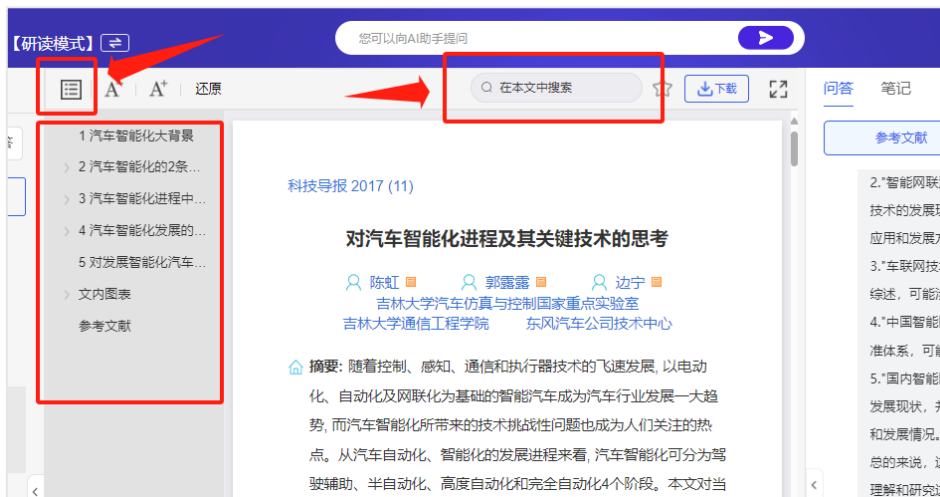 【研读模式】
您可以向AI助手提问
A⁻ A⁺ 还原
在本文中搜索
下载
问答 笔记
参考文献
1 汽车智能化大背景
2 汽车智能化的2条...
3 汽车智能化进程中...
4 汽车智能化发展的...
5 对发展智能化汽车...
文内图表
参考文献
科技导报 2017 (11)
对汽车智能化进程及其关键技术的思考
陈虹 郭露露 边宁
吉林大学汽车仿真与控制国家重点实验室
吉林大学通信工程学院 东风汽车公司技术中心
摘要: 随着控制、感知、通信和执行器技术的飞速发展, 以电动
化、自动化及网联化为基础的智能汽车成为汽车行业发展一大趋
势, 而汽车智能化所带来的技术挑战性问题也成为人们关注的热
点。从汽车自动化、智能化的发展进程来看, 汽车智能化可分为驾
驶辅助、半自动化、高度自动化和完全自动化4个阶段。本文对当
2."智能网联
技术的发展现
应用和发展方
3."车联网技
综述，可能
4."中国智能
准体系，可能
5."国内智能
发展现状，
和发展情况。
总的来说，
理解和研究